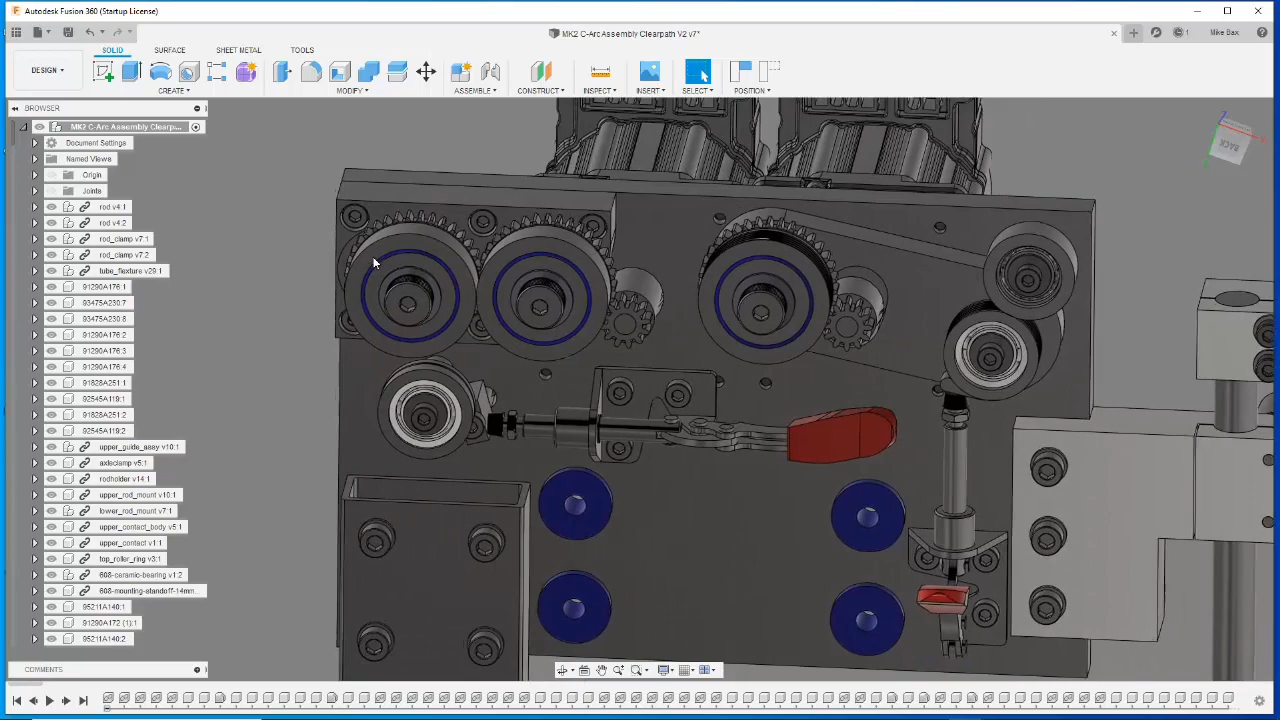 Autodesk Fusion 360 (Startup License)
MK2 C-Arc Assembly Clearpath V2 v7*
Mike Bax
SOLID
SURFACE
SHEET METAL
TOOLS
DESIGN
CREATE
MODIFY
ASSEMBLE
CONSTRUCT
INSPECT
INSERT
SELECT
POSITION
BROWSER
MK2 C-Arc Assembly Clearp...
Document Settings
Named Views
Origin
Joints
rod v4:1
rod v4:2
rod_clamp v7:1
rod_clamp v7:2
tube_flexture v29:1
91290A176:1
93475A230:7
93475A230:8
91290A176:2
91290A176:3
91290A176:4
91828A251:1
92545A119:1
91828A251:2
92545A119:2
upper_guide_assy v10:1
axleclamp v5:1
rodholder v14:1
upper_rod_mount v10:1
lower_rod_mount v7:1
upper_contact_body v5:1
upper_contact v1:1
top_roller_ring v3:1
608-ceramic-bearing v1:2
608-mounting-standoff-14mm...
95211A140:1
91290A172 (1):1
95211A140:2
COMMENTS
BACK